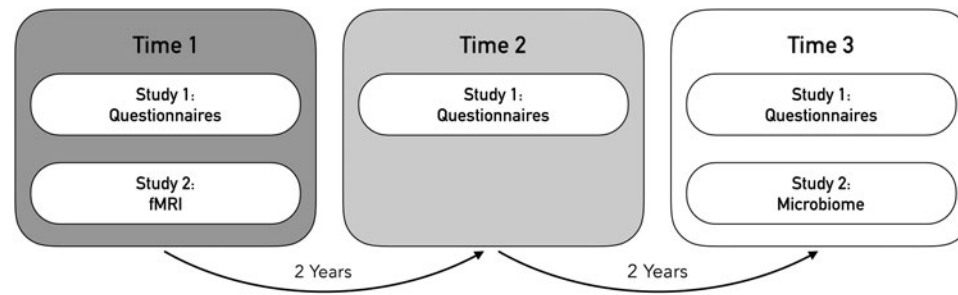 Time 1
Study 1:
Questionnaires
Study 2:
fMRI
Time 2
Study 1:
Questionnaires
Time 3
Study 1:
Questionnaires
Study 2:
Microbiome
2 Years
2 Years